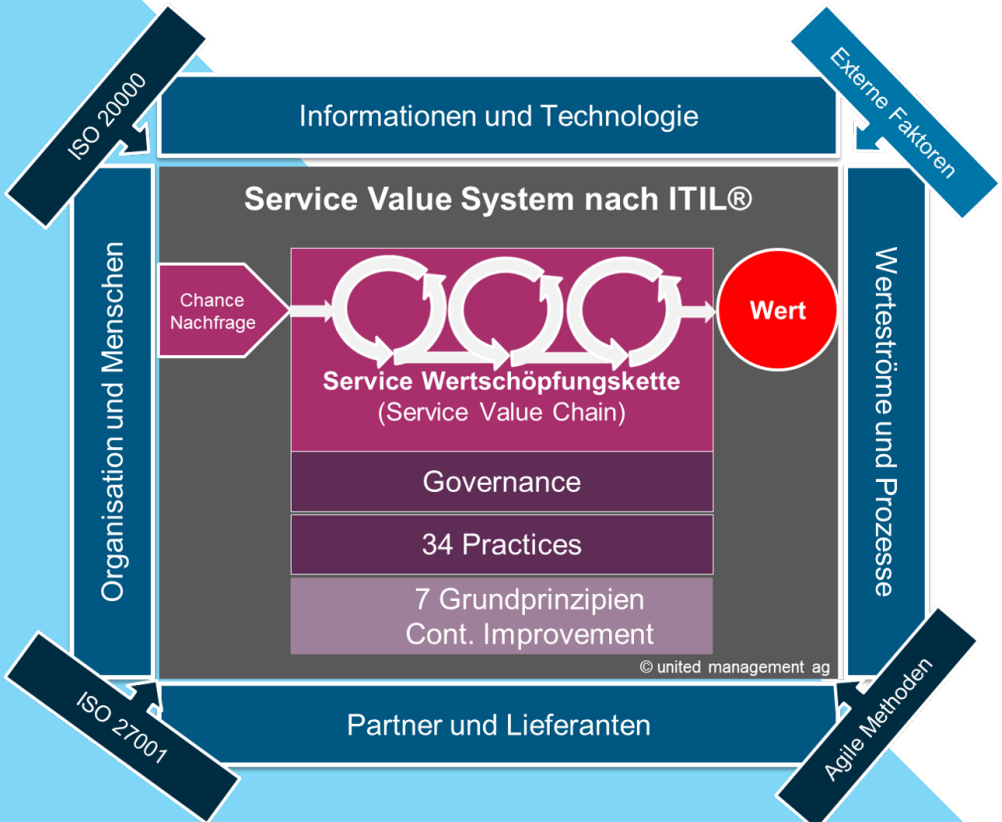 ISO 20000
Externe Faktoren
Informationen und Technologie
Service Value System nach ITIL®
Organisation und Menschen
Chance
Nachfrage
Wert
Werteströme und Prozesse
Service Wertschöpfungskette
(Service Value Chain)
Governance
34 Practices
7 Grundprinzipien
Cont. Improvement
© united management ag
ISO 27001
Partner und Lieferanten
Agile Methoden